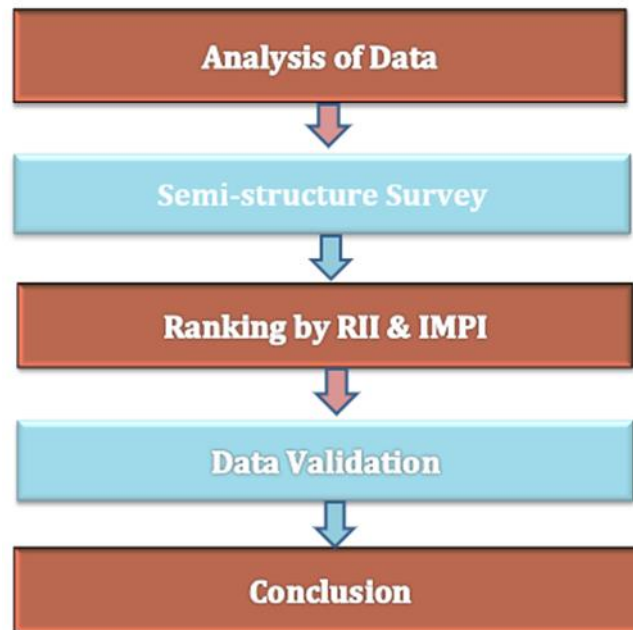 Analysis of Data
Semi-structure Survey
Ranking by RII & IMPI
Data Validation
Conclusion